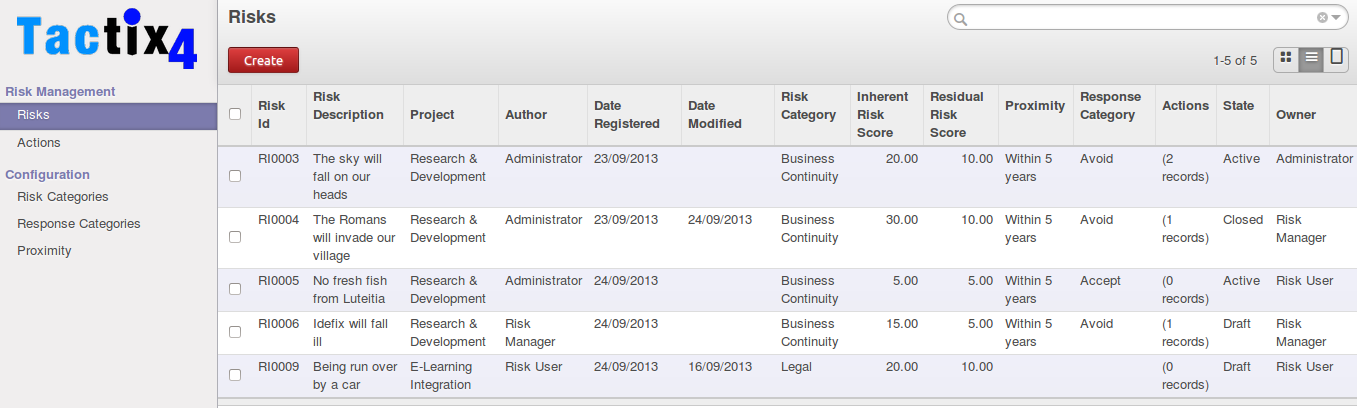 Tactix4
Risk Management
Risks
Actions
Configuration
Risk Categories
Response Categories
Proximity
Risks
Create
1-5 of 5
Risk Id Risk Description Project Author Date Registered Date Modified Risk Category Inherent Risk Score Residual Risk Score Proximity Response Category Actions State Owner
RI0003 The sky will fall on our heads Research & Development Administrator 23/09/2013 Business Continuity 20.00 10.00 Within 5 years Avoid (2 records) Active Administrator
RI0004 The Romans will invade our village Research & Development Administrator 23/09/2013 24/09/2013 Business Continuity 30.00 10.00 Within 5 years Avoid (1 records) Closed Risk Manager
RI0005 No fresh fish from Luteitia Research & Development Administrator 24/09/2013 Business Continuity 5.00 5.00 Within 5 years Accept (0 records) Active Risk User
RI0006 Idefix will fall ill Research & Development Risk Manager 24/09/2013 Business Continuity 15.00 5.00 Within 5 years Avoid (1 records) Draft Risk Manager
RI0009 Being run over by a car E-Learning Integration Risk User 24/09/2013 16/09/2013 Legal 20.00 10.00 (0 records) Draft Risk User